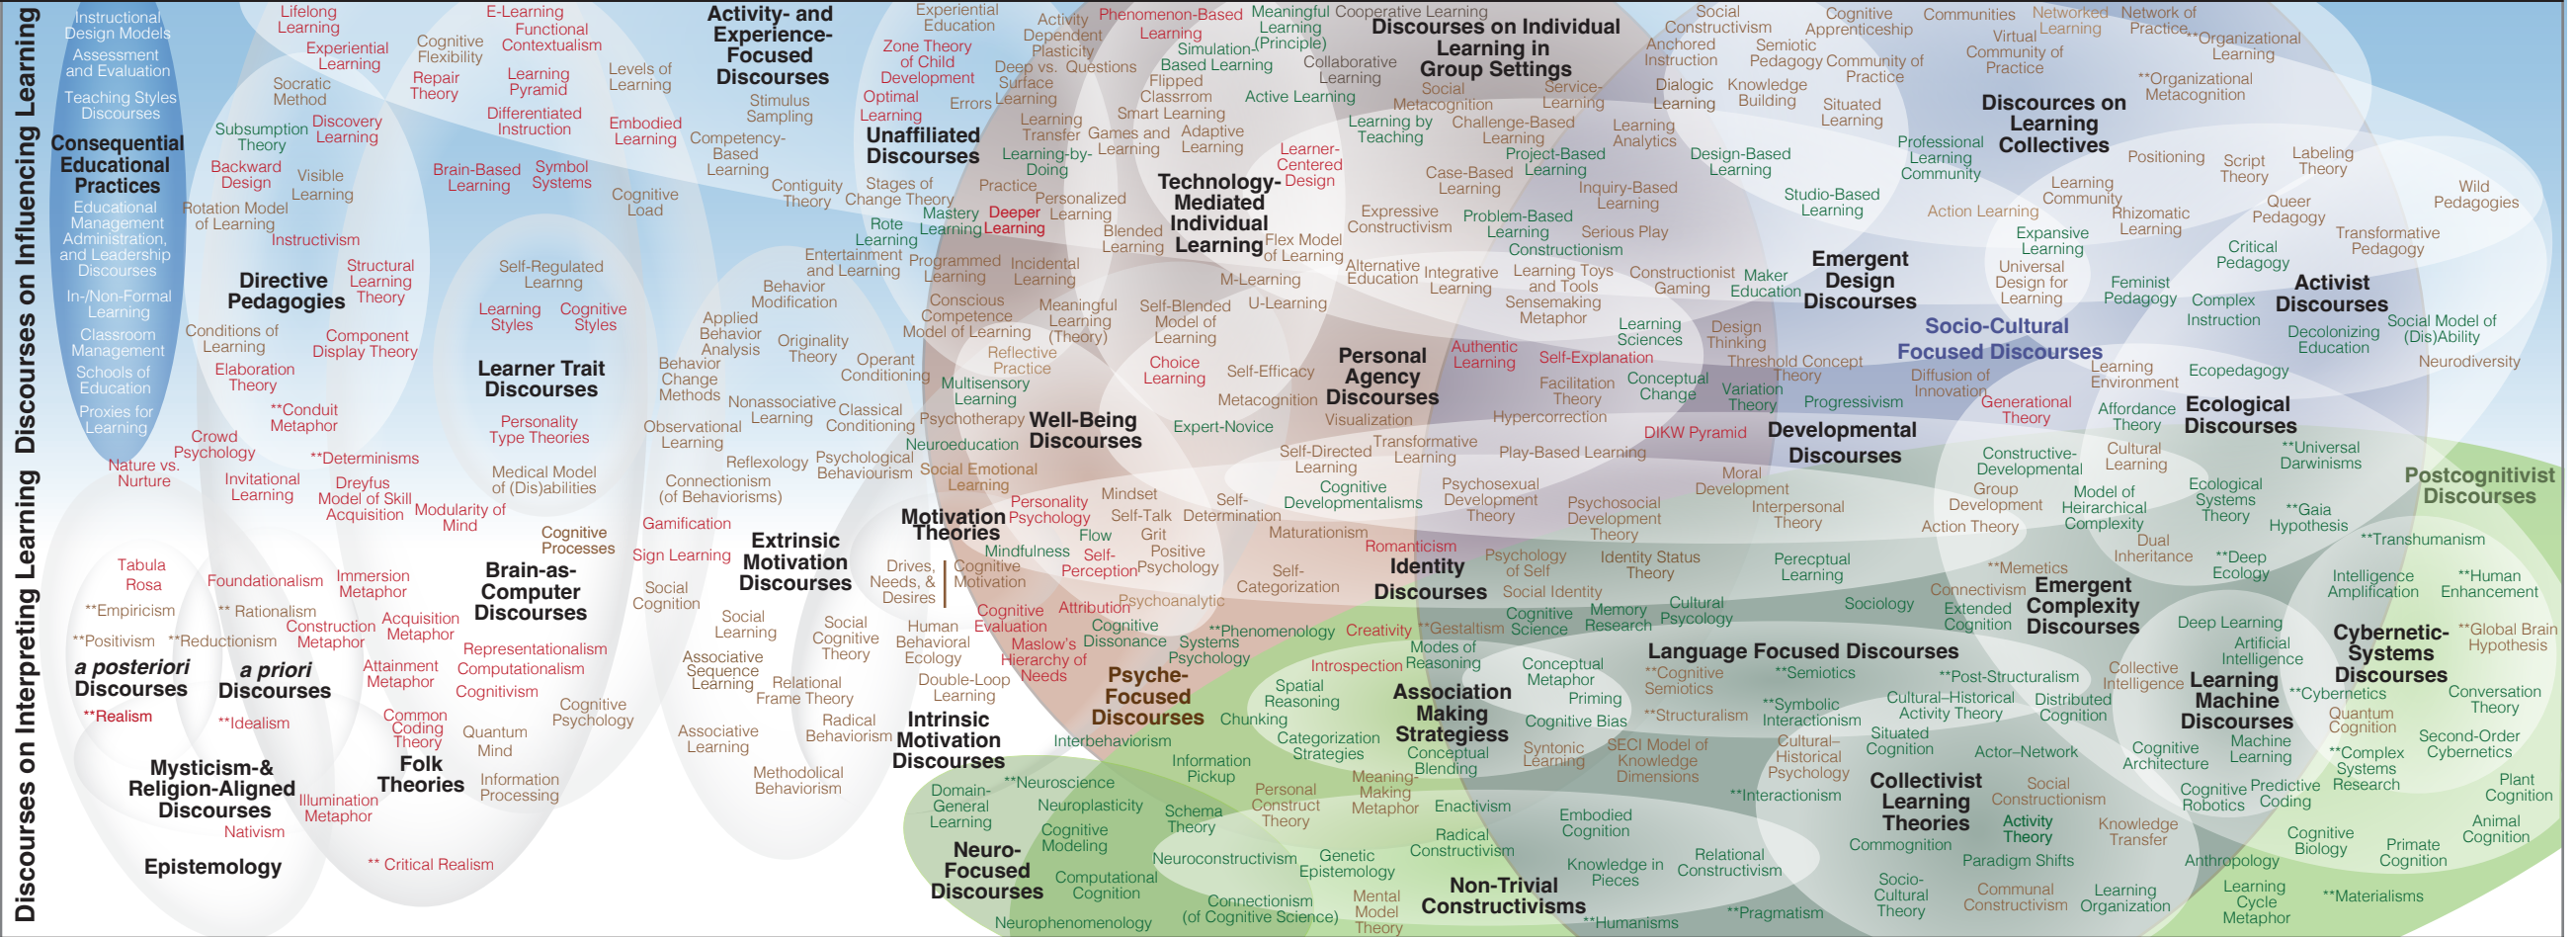 Discourses on Influencing Learning
Discourses on Interpreting Learning
Instructional
Design Models
Assessment
and Evaluation
Teaching Styles
Discourses
Consequential
Educational
Practices
Educational
Management
Administration,
and Leadership
Discourses
In-/Non-Formal
Learning
Classroom
Management
Schools of
Education
Proxies for
Learning
Nature vs.
Nurture
Lifelong
Learning
Experiential
Learning
Socratic
Method
Subsumption
Theory
Discovery
Learning
Backward
Design
Visible
Learning
Rotation Model
of Learning
Instructivism
Directive
Pedagogies
Structural
Learning
Theory
Conditions of
Learning
Component
Display Theory
Elaboration
Theory
**Conduit
Metaphor
Crowd
Psychology
**Determinisms
Invitational
Learning
Dreyfus
Model of Skill
Acquisition
Modularity of
Mind
E-Learning
Functional
Contextualism
Cognitive
Flexibility
Repair
Theory
Learning
Pyramid
Differentiated
Instruction
Brain-Based
Learning
Symbol
Systems
Levels of
Learning
Embodied
Learning
Cognitive
Load
Self-Regulated
Learnng
Learning
Styles
Cognitive
Styles
Learner Trait
Discourses
Personality
Type Theories
Medical Model
of (Dis)abilities
Cognitive
Processes
Brain-as-
Computer
Discourses
Tabula
Rosa
**Empiricism
**Positivism
a posteriori
Discourses
**Realism
Foundationalism
** Rationalism
**Reductionism
a priori
Discourses
**Idealism
Immersion
Metaphor
Construction
Metaphor
Acquisition
Metaphor
Attainment
Metaphor
Common
Coding
Theory
Folk
Theories
Representationalism
Computationalism
Cognitivism
Cognitive
Psychology
Quantum
Mind
Information
Processing
Mysticism-&
Religion-Aligned
Discourses
Illumination
Metaphor
Nativism
Epistemology
** Critical Realism
Activity- and
Experience-
Focused
Discourses
Stimulus
Sampling
Competency-
Based
Learning
Contiguity
Theory
Experiential
Education
Zone Theory
of Child
Development
Optimal
Learning
Errors
Unaffiliated
Discourses
Stages of
Change Theory
Rote
Learning
Mastery
Learning
Deeper
Learning
Entertainment
and Learning
Programmed
Learning
Incidental
Learning
Behavior
Modification
Applied
Behavior
Analysis
Originality
Theory
Operant
Conditioning
Behavior
Change
Methods
Nonassociative
Learning
Classical
Conditioning
Observational
Learning
Reflexology
Psychological
Behaviourism
Connectionism
(of Behaviorisms)
Gamification
Sign Learning
Extrinsic
Motivation
Discourses
Social
Cognition
Social
Learning
Social
Cognitive
Theory
Associative
Sequence
Learning
Relational
Frame Theory
Associative
Learning
Radical
Behaviorism
Methodolical
Behaviorism
Motivation
Theories
Drives,
Needs, &
Desires
Cognitive
Motivation
Human
Behavioral
Ecology
Double-Loop
Learning
Intrinsic
Motivation
Discourses
Cognitive
Evaluation
Maslow's
Hierarchy of
Needs
Activity
Dependent
Plasticity
Deep vs.
Surface
Learning
Questions
Learning
Transfer
Learning-by-
Doing
Practice
Personalized
Learning
Blended
Learning
Phenomenon-Based
Learning
Simulation-
Based Learning
Flipped
Classrom
Smart Learning
Games and
Learning
Adaptive
Learning
Meaningful
Learning
(Principle)
Cooperative Learning
Collaborative
Learning
Active Learning
Learning by
Teaching
Learner-
Centered
Design
Technology-
Mediated
Individual
Learning
Flex Model
of Learning
M-Learning
U-Learning
Self-Blended
Model of
Learning
Meaningful
Learning
(Theory)
Conscious
Competence
Model of Learning
Reflective
Practice
Multisensory
Learning
Psychotherapy
Neuroeducation
Social Emotional
Learning
Well-Being
Discourses
Choice
Learning
Self-Efficacy
Metacognition
Expert-Novice
Personal
Agency
Discourses
Visualization
Self-Directed
Learning
Transformative
Learning
Cognitive
Developmentalisms
Personality
Psychology
Mindset
Self-Talk
Self-
Determination
Flow
Mindfulness
Grit
Self-
Perception
Positive
Psychology
Maturationism
Self-
Categorization
Attribution
Psychoanalytic
Cognitive
Dissonance
**Phenomenology
Systems
Psychology
Psyche-
Focused
Discourses
Interbehaviorism
Discourses on Individual
Learning in
Group Settings
Social
Metacognition
Service-
Learning
Challenge-Based
Learning
Project-Based
Learning
Case-Based
Learning
Inquiry-Based
Learning
Learning
Analytics
Expressive
Constructivism
Problem-Based
Learning
Serious Play
Constructionism
Alternative
Education
Integrative
Learning
Learning Toys
and Tools
Sensemaking
Metaphor
Constructionist
Gaming
Learning
Sciences
Authentic
Learning
Self-Explanation
Facilitation
Theory
Conceptual
Change
Hypercorrection
DIKW Pyramid
Play-Based Learning
Psychosexual
Development
Theory
Psychosocial
Development
Theory
Moral
Development
Interpersonal
Theory
Romanticism
Identity
Discourses
Psychology
of Self
Identity Status
Theory
Social Identity
Social
Constructivism
Anchored
Instruction
Semiotic
Pedagogy
Dialogic
Learning
Knowledge
Building
Cognitive
Apprenticeship
Community of
Practice
Situated
Learning
Communities
Networked
Learning
Network of
Practice
Virtual
Community of
Practice
**Organizational
Learning
**Organizational
Metacognition
Discources on
Learning
Collectives
Design-Based
Learning
Studio-Based
Learning
Professional
Learning
Community
Action Learning
Emergent
Design
Discourses
Maker
Education
Design
Thinking
Threshold Concept
Theory
Variation
Theory
Progressivism
Developmental
Discourses
Socio-Cultural
Focused Discourses
Diffusion of
Innovation
Generational
Theory
Positioning
Script
Theory
Labeling
Theory
Learning
Community
Rhizomatic
Learning
Queer
Pedagogy
Wild
Pedagogies
Expansive
Learning
Universal
Design for
Learning
Transformative
Pedagogy
Critical
Pedagogy
Feminist
Pedagogy
Complex
Instruction
Activist
Discourses
Decolonizing
Education
Social Model of
(Dis)Ability
Neurodiversity
Learning
Environment
Ecopedagogy
Affordance
Theory
Ecological
Discourses
Cultural
Learning
**Universal
Darwinisms
Constructive-
Developmental
Group
Development
Action Theory
Model of
Heirarchical
Complexity
Ecological
Systems
Theory
**Gaia
Hypothesis
Dual
Inheritance
**Deep
Ecology
Postcognitivist
Discourses
**Transhumanism
Intelligence
Amplification
**Human
Enhancement
**Global Brain
Hypothesis
Perecptual
Learning
**Memetics
Connectivism
Extended
Cognition
Emergent
Complexity
Discourses
Sociology
Creativity
**Gestaltism
Cognitive
Science
Memory
Research
Cultural
Psycology
Introspection
Modes of
Reasoning
Spatial
Reasoning
Chunking
Categorization
Strategies
Association
Making
Strategiess
Conceptual
Blending
Conceptual
Metaphor
Priming
Cognitive Bias
Syntonic
Learning
Language Focused Discourses
**Cognitive
Semiotics
**Semiotics
**Post-Structuralism
**Structuralism
**Symbolic
Interactionism
Cultural-Historical
Activity Theory
Distributed
Cognition
SECI Model of
Knowledge
Dimensions
Cultural–
Historical
Psychology
Situated
Cognition
Actor–Network
**Interactionism
Collectivist
Learning
Theories
Social
Constructionism
Activity
Theory
Commognition
Paradigm Shifts
Knowledge
Transfer
Socio-
Cultural
Theory
Communal
Constructivism
Learning
Organization
Deep Learning
Artificial
Intelligence
Collective
Intelligence
Learning
Machine
Discourses
Cognitive
Architecture
Machine
Learning
Cognitive
Robotics
Predictive
Coding
Anthropology
Learning
Cycle
Metaphor
Cybernetic-
Systems
Discourses
**Cybernetics
Quantum
Cognition
Conversation
Theory
Second-Order
Cybernetics
**Complex
Systems
Research
Plant
Cognition
Animal
Cognition
Cognitive
Biology
Primate
Cognition
**Materialisms
**Neuroscience
Domain-
General
Learning
Neuroplasticity
Cognitive
Modeling
Neuro-
Focused
Discourses
Computational
Cognition
Neurophenomenology
Information
Pickup
Schema
Theory
Personal
Construct
Theory
Meaning-
Making
Metaphor
Enactivism
Neuroconstructivism
Genetic
Epistemology
Radical
Constructivism
Connectionism
(of Cognitive Science)
Mental
Model
Theory
Non-Trivial
Constructivisms
Embodied
Cognition
Knowledge in
Pieces
Relational
Constructivism
**Humanisms
**Pragmatism